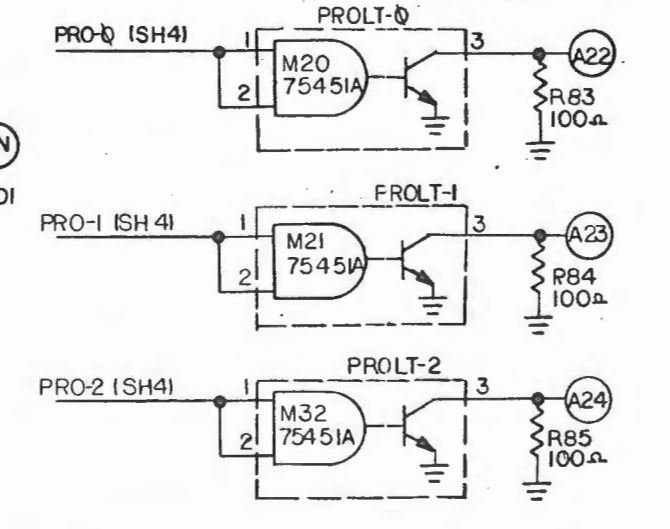 PROLT-0
PRO-0 (SH4)
1
2
M20
75451A
3
A22
R83
100Ω
N
01
FROLT-1
PRO-1 (SH4)
1
2
M21
75451A
3
A23
R84
100Ω
PROLT-2
PRO-2 (SH4)
1
2
M32
75451A
3
A24
R85
100Ω